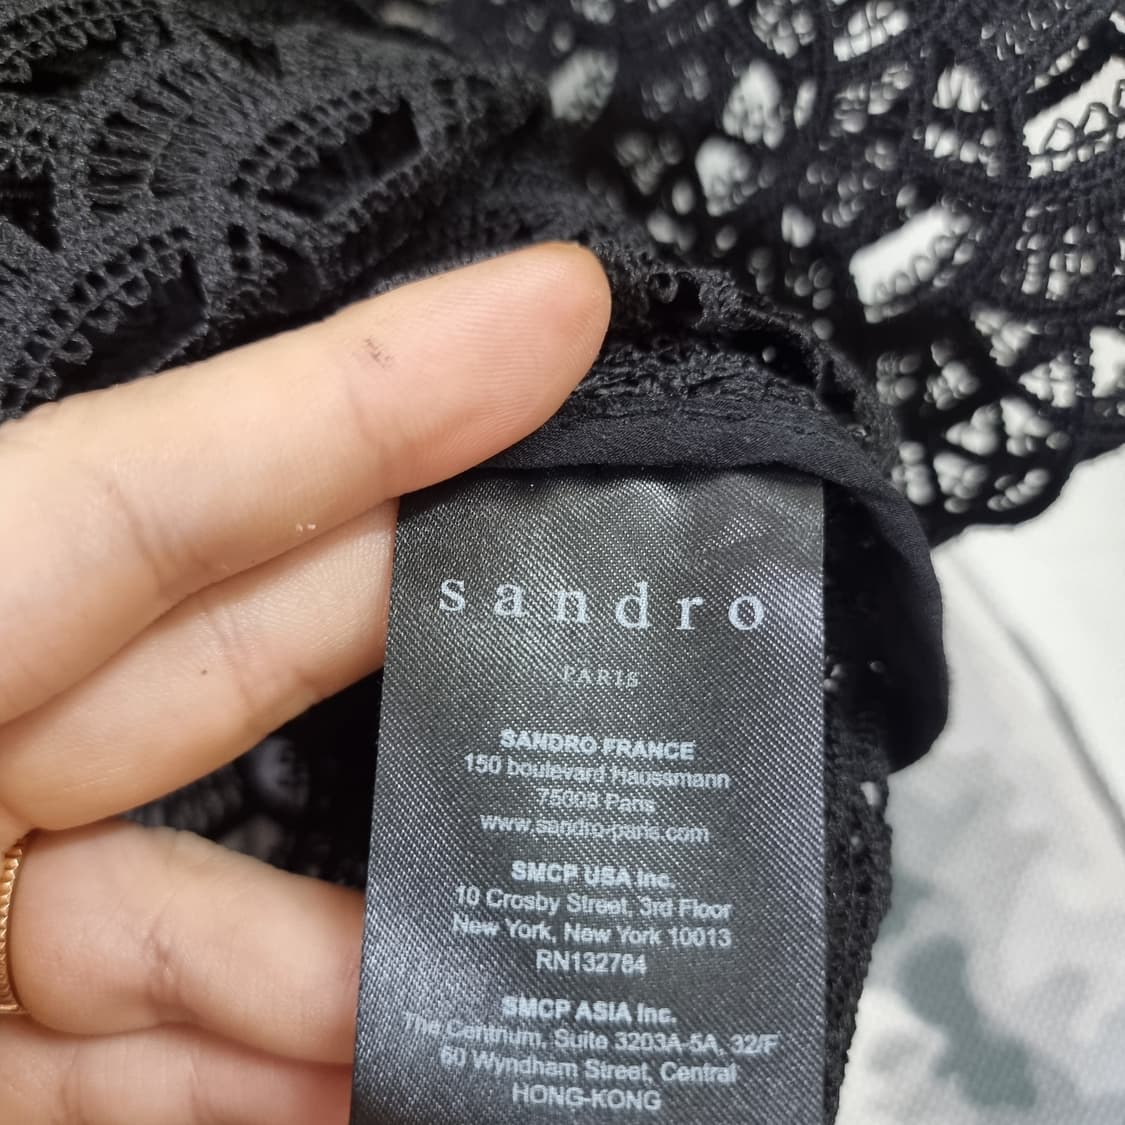 sandro
PARIS
SANDRO FRANCE
150 boulevard Haussmann
75008 Paris
www.sandro-paris.com
SMCP USA Inc.
10 Crosby Street, 3rd Floor
New York, New York 10013
RN132784
SMCP ASIA Inc.
The Centrium, Suite 3203A-5A, 32/F
60 Wyndham Street, Central
HONG-KONG